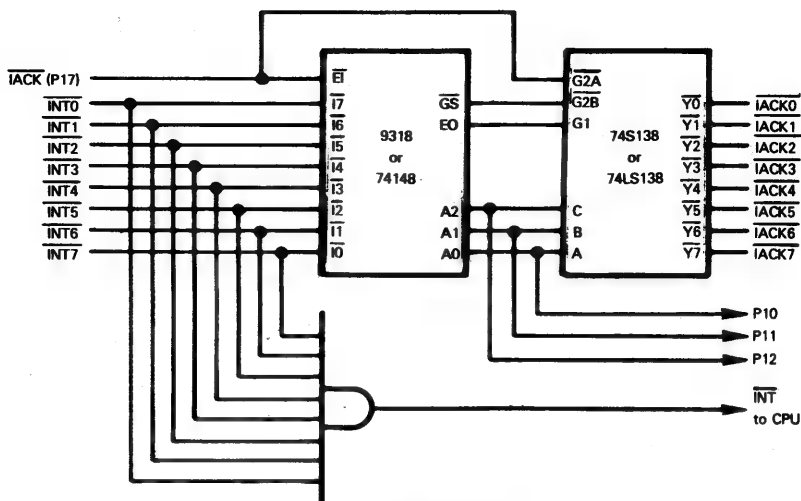 IACK (P17)
INT0
INT1
INT2
INT3
INT4
INT5
INT6
INT7
EI
I7
I6
I5
I4
I3
I2
I1
I0
9318
or
74148
GS
EO
A2
A1
A0
G2A
G2B
G1
C
B
A
74S138
or
74LS138
Y0
Y1
Y2
Y3
Y4
Y5
Y6
Y7
IACK0
IACK1
IACK2
IACK3
IACK4
IACK5
IACK6
IACK7
P10
P11
P12
INT
to CPU